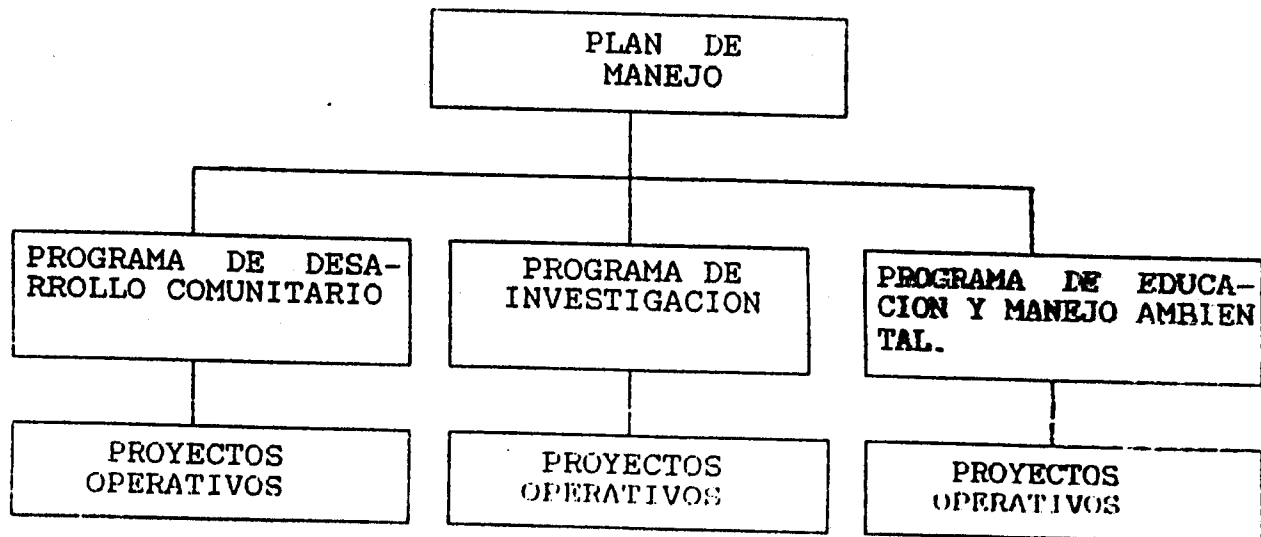 PLAN DE
MANEJO
PROGRAMA DE DESA-
RROLLO COMUNITARIO
PROGRAMA DE
INVESTIGACION
PROGRAMA DE EDUCA-
CION Y MANEJO AMBIEN
TAL.
PROYECTOS
OPERATIVOS
PROYECTOS
OPERATIVOS
PROYECTOS
OPERATIVOS